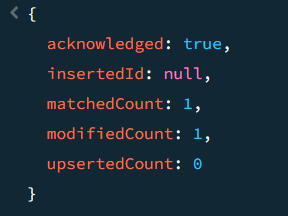 {
acknowledged: true,
insertedId: null,
matchedCount: 1,
modifiedCount: 1,
upsertedCount: 0
}